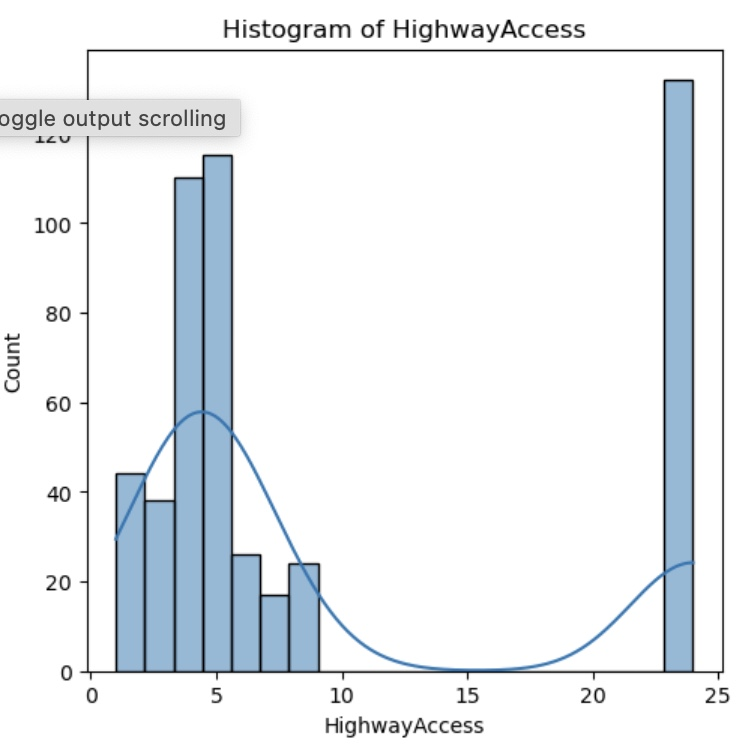 Histogram of HighwayAccess
oggle output scrolling
120
100
80
60
40
20
0
Count
0 5 10 15 20 25
HighwayAccess